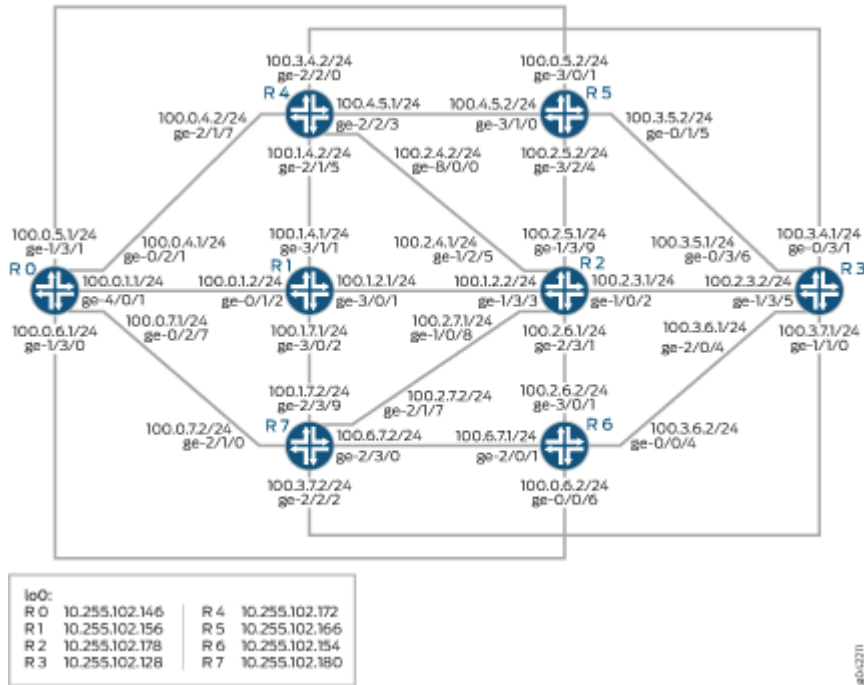 100.3.4.2/24
ge-2/2/0
100.0.5.2/24
ge-3/0/1
R4
R5
100.0.4.2/24
ge-2/1/7
100.4.5.1/24
ge-2/2/3
100.4.5.2/24
ge-3/1/0
100.3.5.2/24
ge-0/1/5
100.1.4.2/24
ge-2/1/5
100.2.4.2/24
ge-8/0/0
100.2.5.2/24
ge-3/2/4
100.0.5.1/24
ge-1/3/1
100.0.4.1/24
ge-0/2/1
100.1.4.1/24
ge-3/1/1
100.2.4.1/24
ge-1/2/5
100.2.5.1/24
ge-1/3/9
100.3.5.1/24
ge-0/3/6
100.3.4.1/24
ge-0/3/1
R0
R1
R2
R3
100.0.1.1/24
ge-4/0/1
100.0.1.2/24
ge-0/1/2
100.1.2.1/24
ge-3/0/1
100.1.2.2/24
ge-1/3/3
100.2.3.1/24
ge-1/0/2
100.2.3.2/24
ge-1/3/5
100.0.6.1/24
ge-1/3/0
100.0.7.1/24
ge-0/2/7
100.1.7.1/24
ge-3/0/2
100.2.7.1/24
ge-1/0/8
100.2.6.1/24
ge-2/3/1
100.3.6.1/24
ge-2/0/4
100.3.7.1/24
ge-1/1/0
100.1.7.2/24
ge-2/3/9
100.2.7.2/24
ge-2/1/7
100.2.6.2/24
ge-3/0/1
R7
R6
100.0.7.2/24
ge-2/1/0
100.6.7.2/24
ge-2/3/0
100.6.7.1/24
ge-2/0/1
100.3.6.2/24
ge-0/0/4
100.3.7.2/24
ge-2/2/2
100.0.6.2/24
ge-0/0/6
lo0:
R0 10.255.102.146 R4 10.255.102.172
R1 10.255.102.156 R5 10.255.102.166
R2 10.255.102.178 R6 10.255.102.154
R3 10.255.102.128 R7 10.255.102.180
g042211